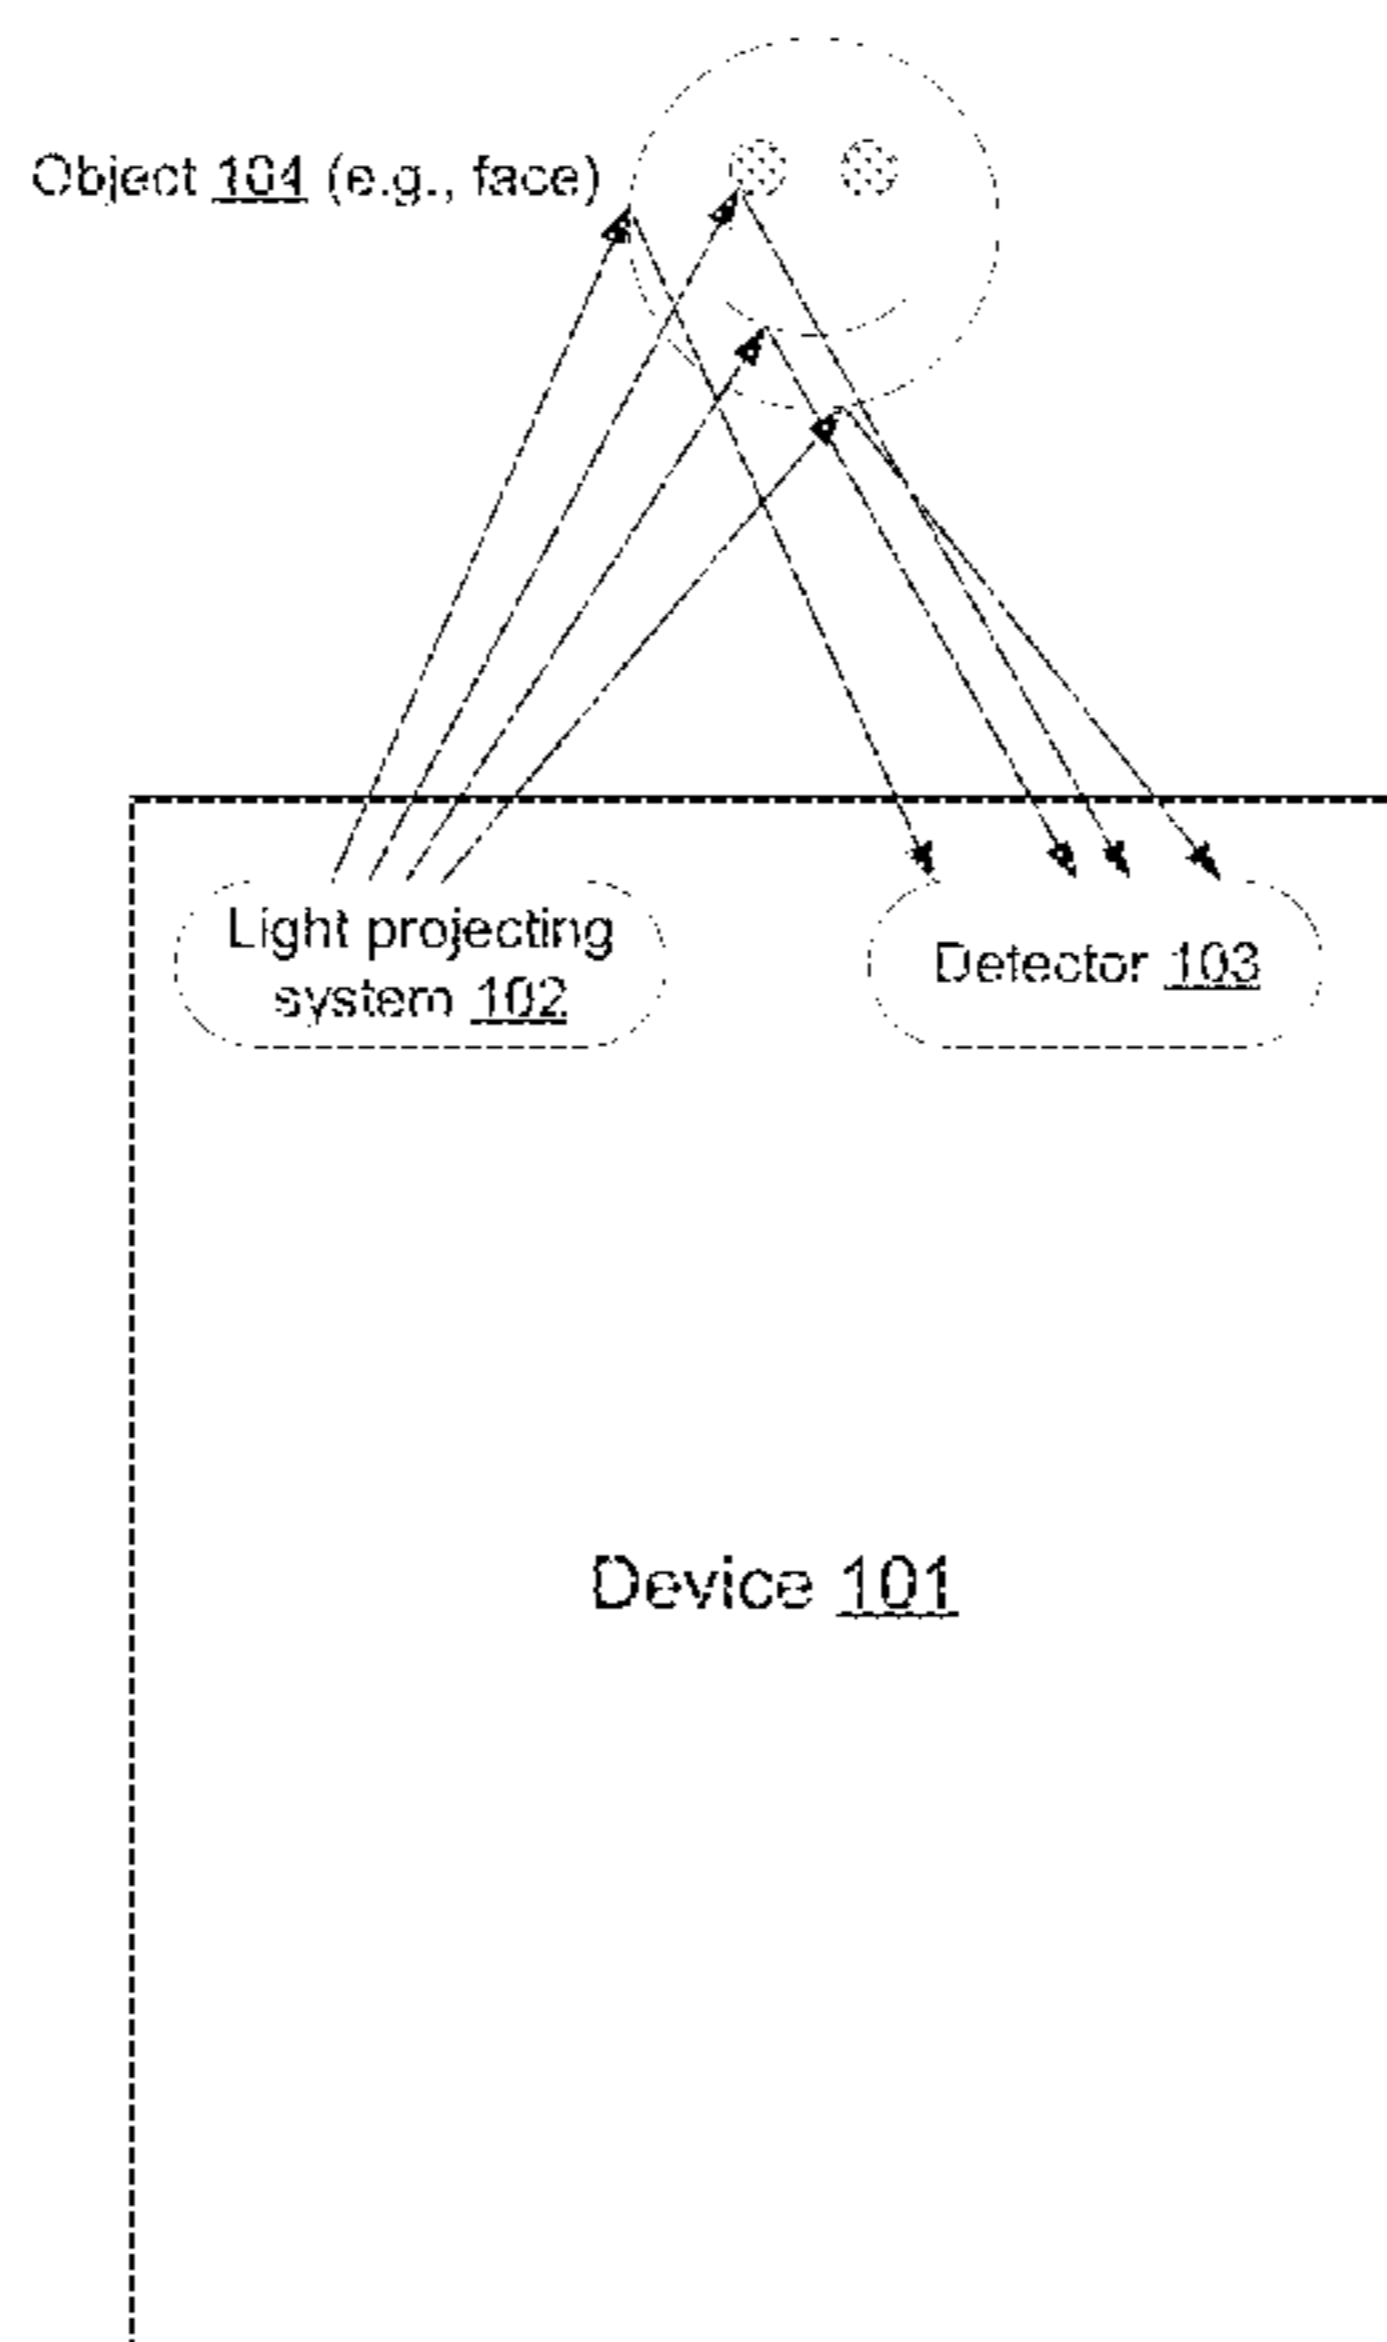 Object 104 (e.g., face)
Light projecting
system 102
Detector 103
Device 101